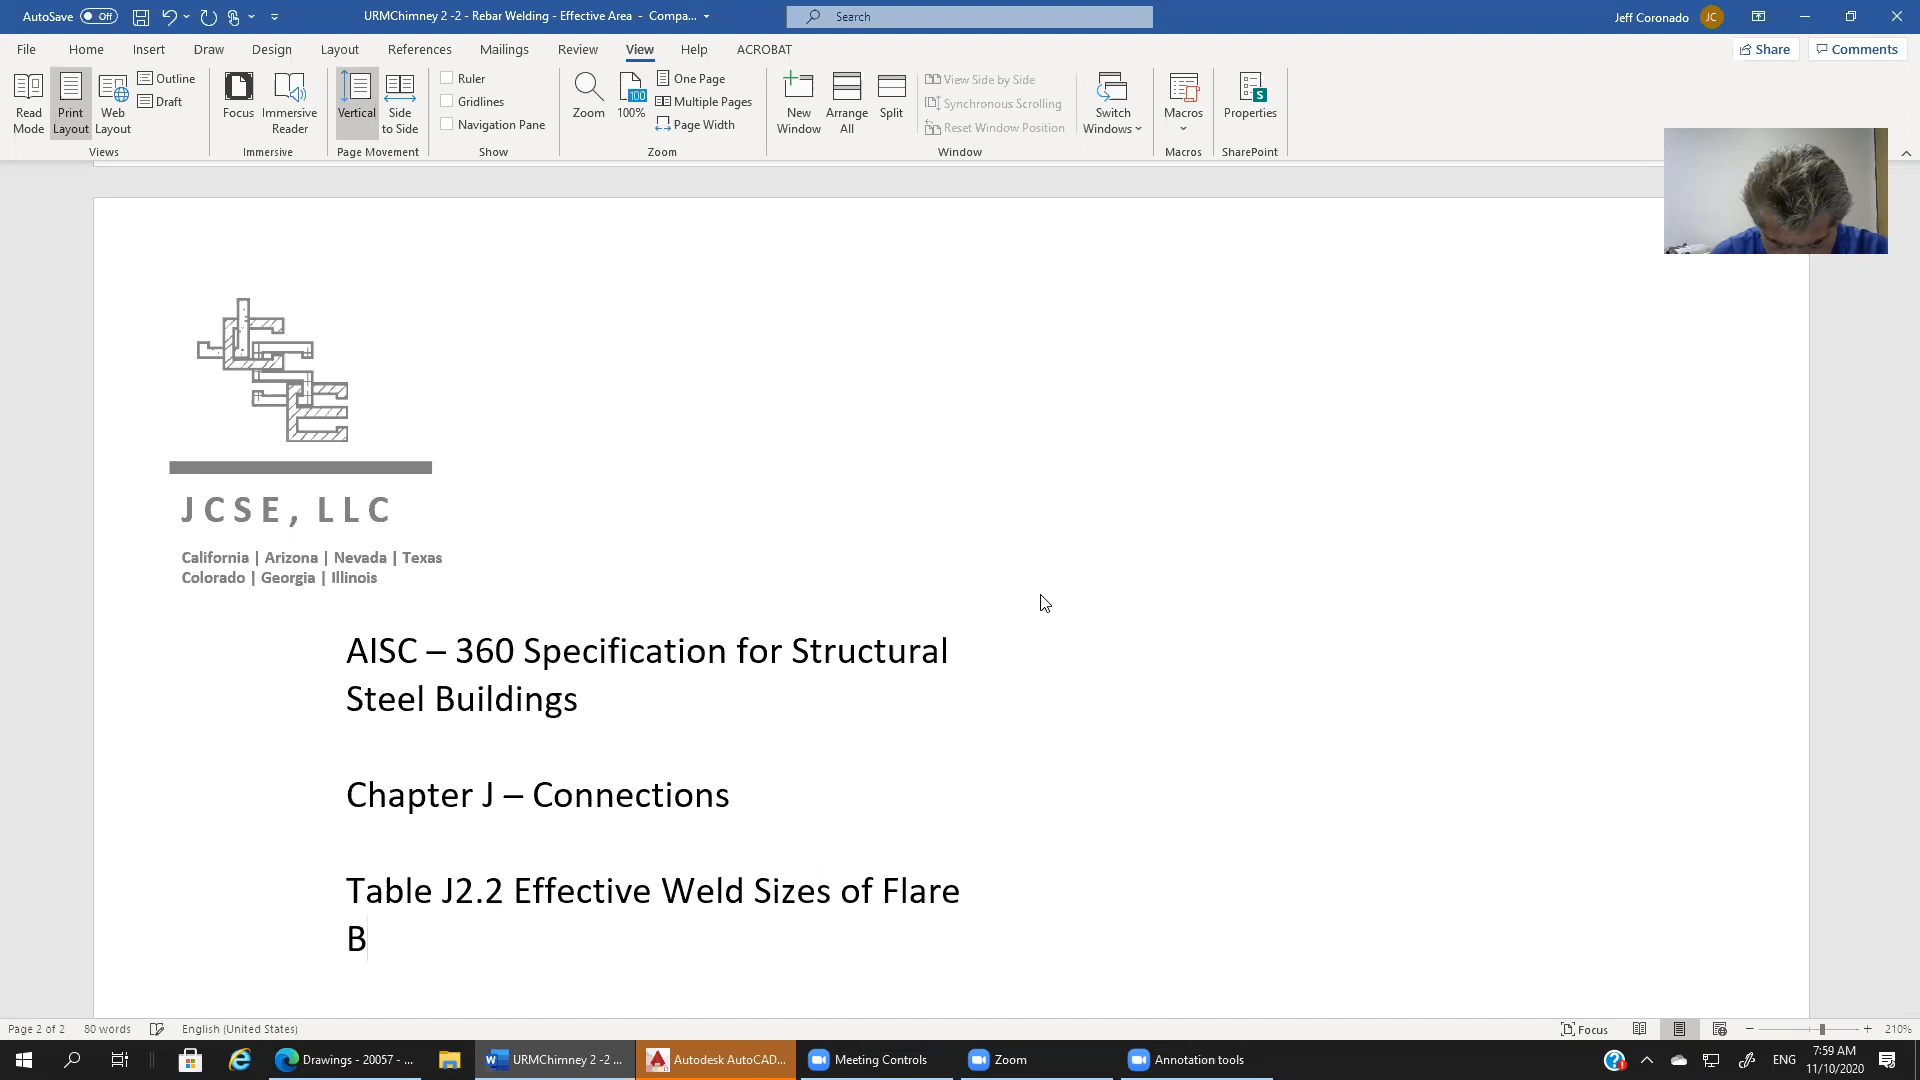 AutoSave Off
URMChimney 2 -2 - Rebar Welding - Effective Area - Compa...
Search
Jeff Coronado JC
File Home Insert Draw Design Layout References Mailings Review View Help ACROBAT
Share Comments
Read Mode
Print Layout
Web Layout
Outline
Draft
Views
Focus
Immersive Reader
Immersive
Vertical
Side to Side
Page Movement
Ruler
Gridlines
Navigation Pane
Show
Zoom
100
100%
One Page
Multiple Pages
Page Width
Zoom
New Window
Arrange All
Split
View Side by Side
Synchronous Scrolling
Reset Window Position
Window
Switch Windows
Macros
Macros
Properties
SharePoint
JCSE, LLC
California | Arizona | Nevada | Texas
Colorado | Georgia | Illinois
AISC – 360 Specification for Structural
Steel Buildings
Chapter J – Connections
Table J2.2 Effective Weld Sizes of Flare
B
Page 2 of 2 80 words English (United States)
Focus 210%
Drawings - 20057 - ...
URMChimney 2 -2 ...
Autodesk AutoCAD...
Meeting Controls
Zoom
Annotation tools
ENG
7:59 AM
11/10/2020